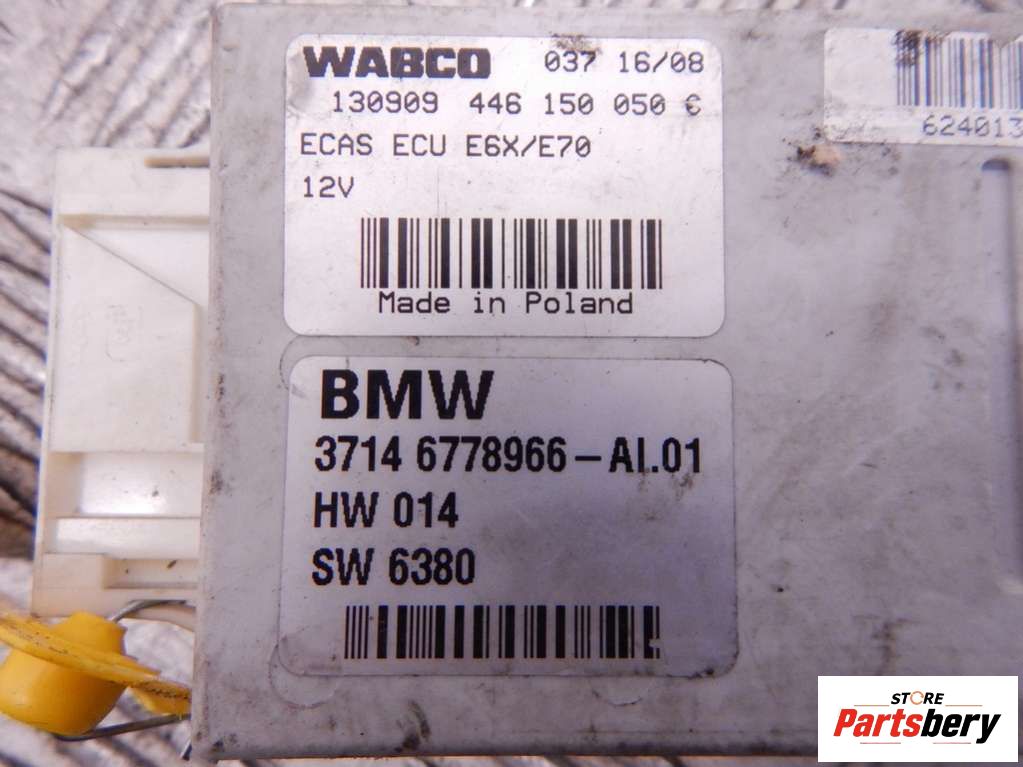 WABCO 037 16/08
130909 446 150 050 €
ECAS ECU E6X/E70
12V
Made in Poland
624013
BMW
3714 6778966-AI.01
HW 014
SW 6380
STORE
Partsbery